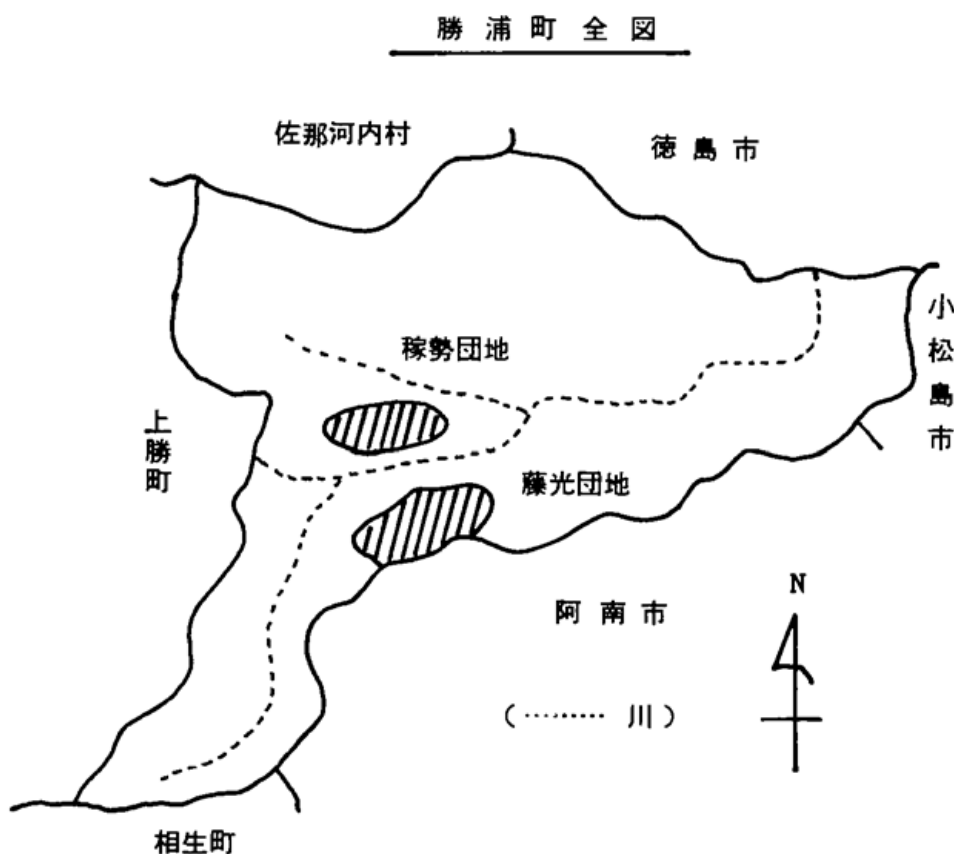 勝浦町全図
佐那河内村
徳島市
小松島市
稼勢団地
上勝町
藤光団地
阿南市
N
(……… 川)
相生町